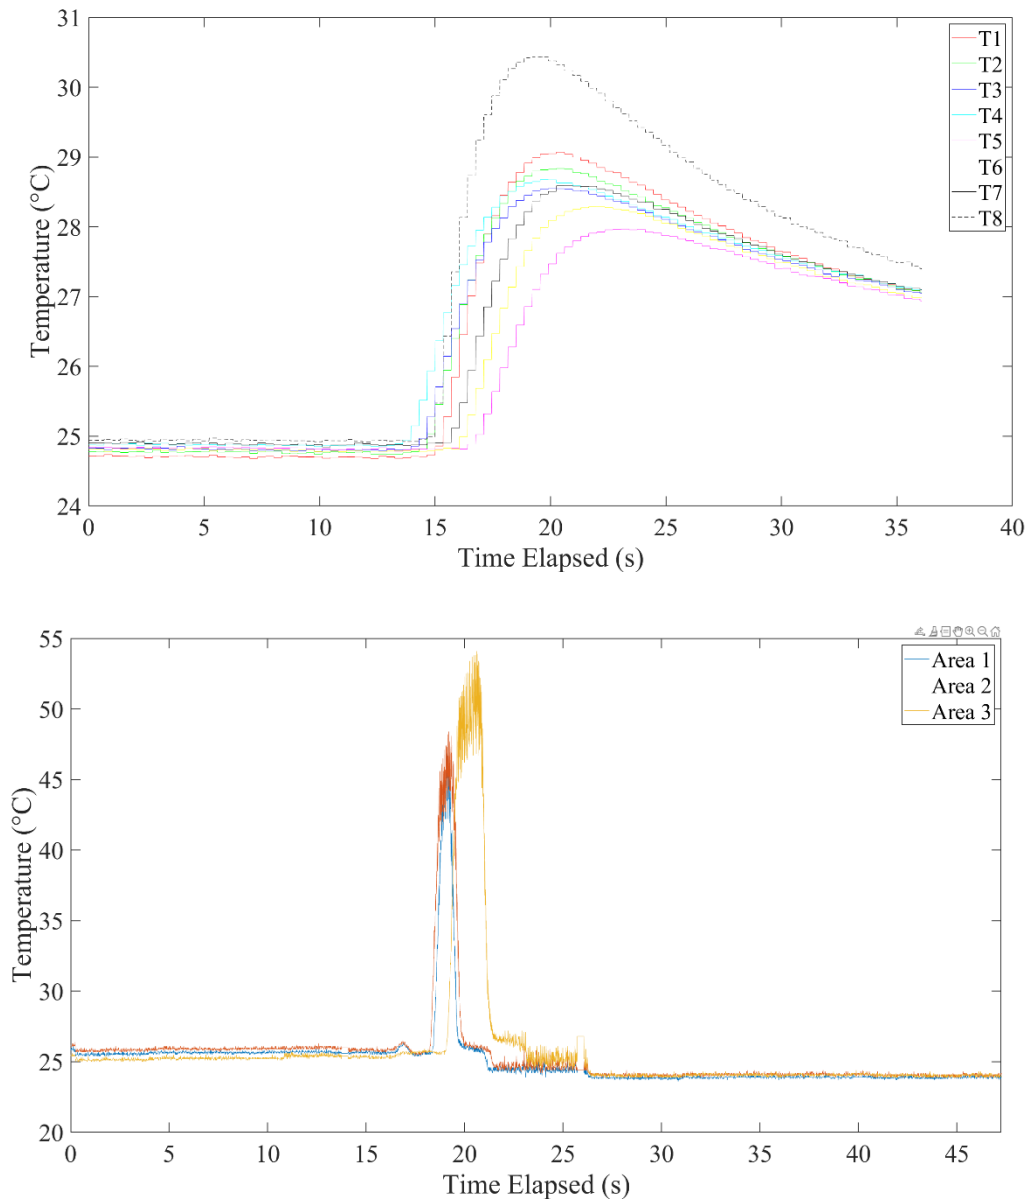 31
30
29
28
27
26
25
24
Temperature (°C)
0 5 10 15 20 25 30 35 40
Time Elapsed (s)
T1
T2
T3
T4
T5
T6
T7
T8
55
50
45
40
35
30
25
20
Temperature (°C)
0 5 10 15 20 25 30 35 40 45
Time Elapsed (s)
Area 1
Area 2
Area 3